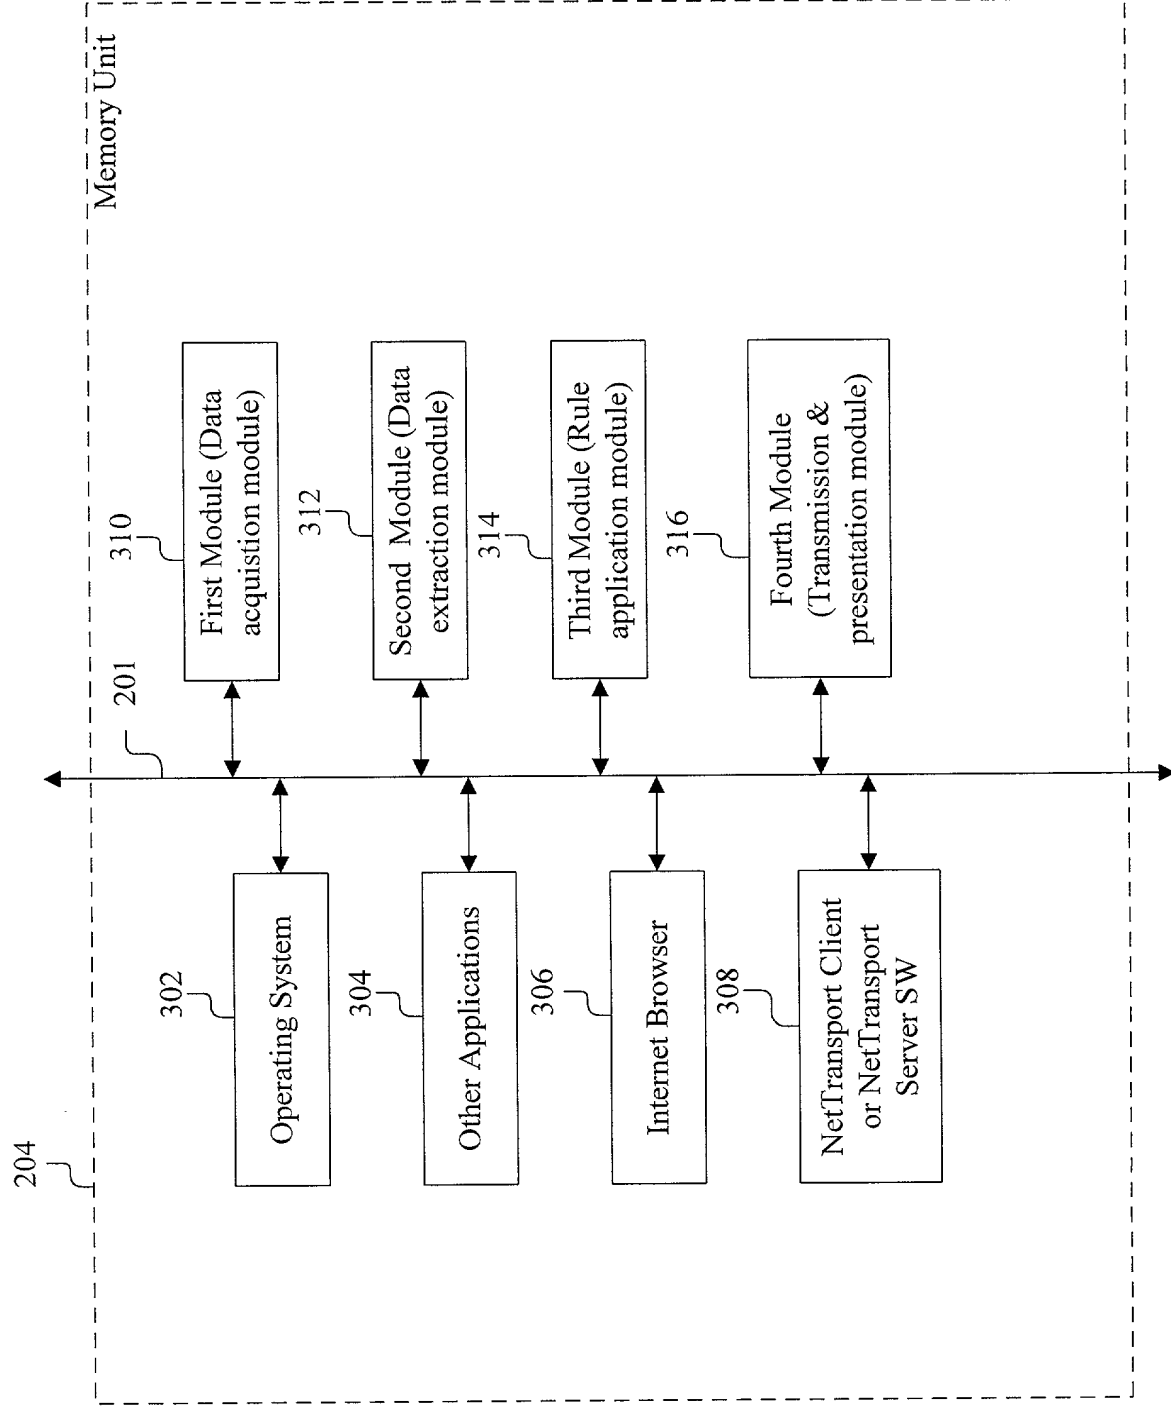 204
Memory Unit
201
302
Operating System
304
Other Applications
306
Internet Browser
308
NetTransport Client
or NetTransport
Server SW
310
First Module (Data
acquistion module)
312
Second Module (Data
extraction module)
314
Third Module (Rule
application module)
316
Fourth Module
(Transmission &
presentation module)